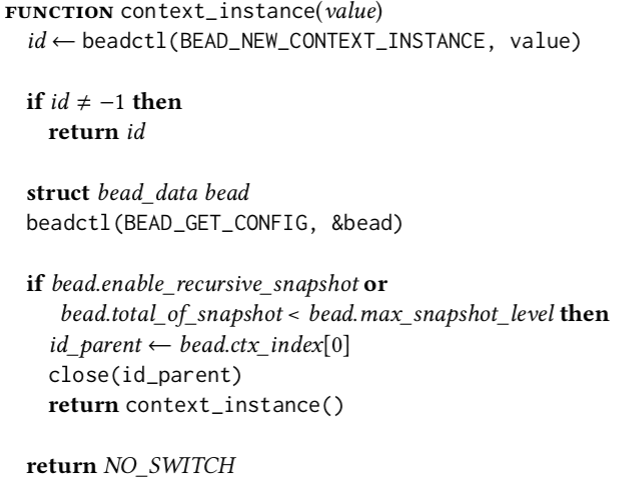 FUNCTION context_instance(value)
id ← beadctl(BEAD_NEW_CONTEXT_INSTANCE, value)
if id ≠ −1 then
return id
struct bead_data bead
beadctl(BEAD_GET_CONFIG, &bead)
if bead.enable_recursive_snapshot or
bead.total_of_snapshot < bead.max_snapshot_level then
id_parent ← bead.ctx_index[0]
close(id_parent)
return context_instance()
return NO_SWITCH